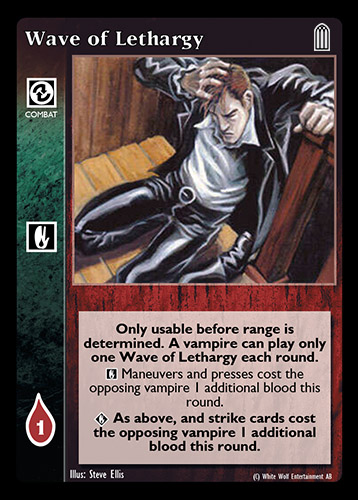 Wave of Lethargy
COMBAT
Only usable before range is
determined. A vampire can play only
one Wave of Lethargy each round.
Maneuvers and presses cost the
opposing vampire 1 additional blood this
round.
As above, and strike cards cost
the opposing vampire 1 additional
blood this round.
1
Illus: Steve Ellis
(C) White Wolf Entertainment AB